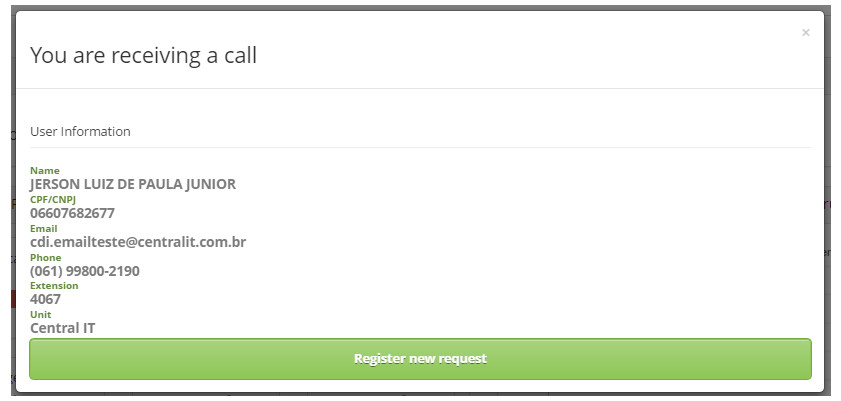 ×
You are receiving a call
User Information
Name
JERSON LUIZ DE PAULA JUNIOR
CPF/CNPJ
06607682677
Email
cdi.emailteste@centralit.com.br
Phone
(061) 99800-2190
Extension
4067
Unit
Central IT
Register new request